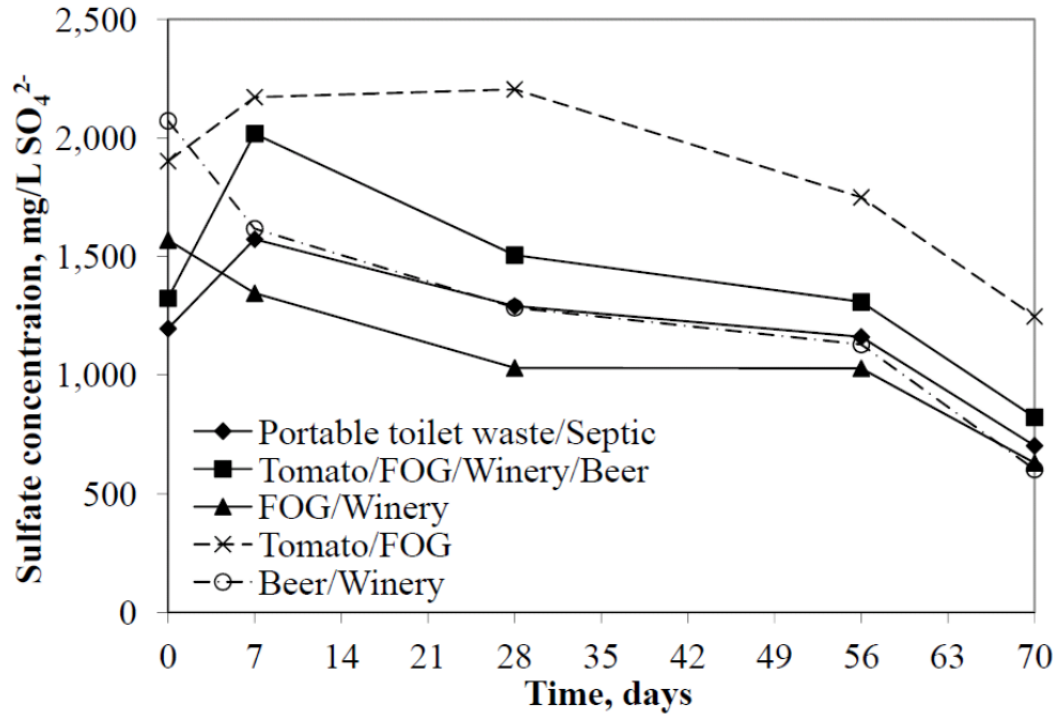 Sulfate concentraion, mg/L SO₄²⁻
2,500
2,000
1,500
1,000
500
0
Portable toilet waste/Septic
Tomato/FOG/Winery/Beer
FOG/Winery
Tomato/FOG
Beer/Winery
0 7 14 21 28 35 42 49 56 63 70
Time, days